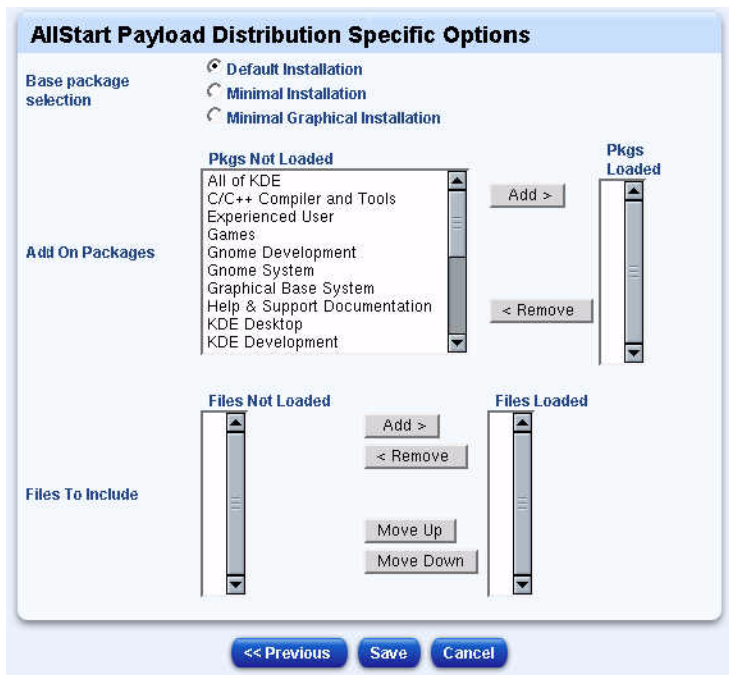 AllStart Payload Distribution Specific Options
Base package
selection
Default Installation
Minimal Installation
Minimal Graphical Installation
Add On Packages
Pkgs Not Loaded
All of KDE
C/C++ Compiler and Tools
Experienced User
Games
Gnome Development
Gnome System
Graphical Base System
Help & Support Documentation
KDE Desktop
KDE Development
Add >
< Remove
Pkgs
Loaded
Files To Include
Files Not Loaded
Add >
< Remove
Move Up
Move Down
Files Loaded
<< Previous
Save
Cancel